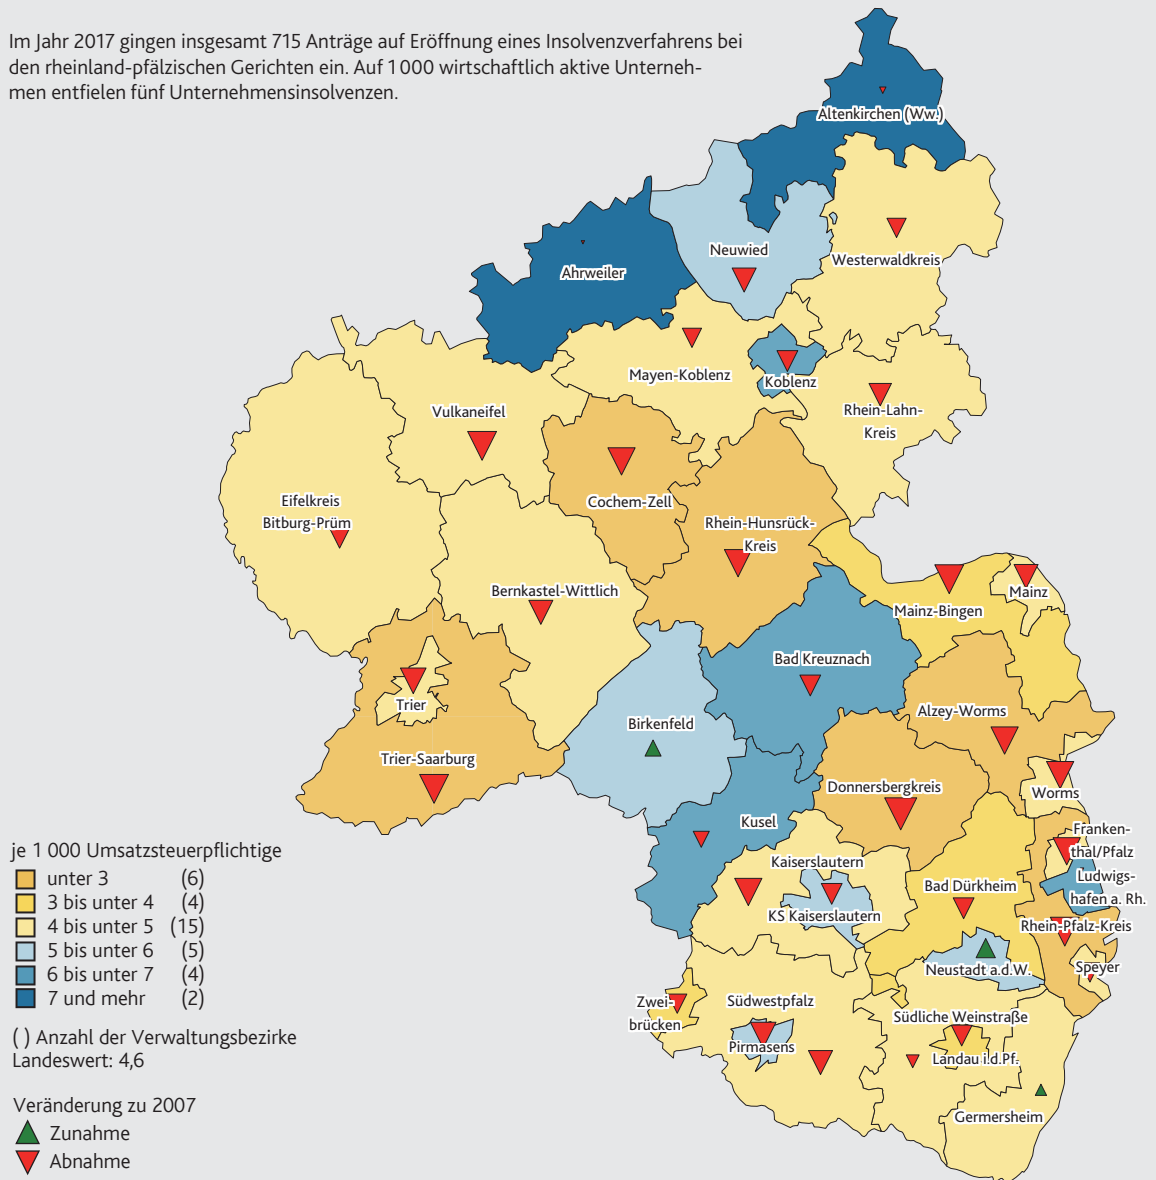 Im Jahr 2017 gingen insgesamt 715 Anträge auf Eröffnung eines Insolvenzverfahrens bei
den rheinland-pfälzischen Gerichten ein. Auf 1 000 wirtschaftlich aktive Unterneh-
men entfielen fünf Unternehmensinsolvenzen.
Altenkirchen (Ww.)
Neuwied
Westerwaldkreis
Ahrweiler
Mayen-Koblenz
Koblenz
Vulkaneifel
Rhein-Lahn-
Kreis
Cochem-Zell
Eifelkreis
Bitburg-Prüm
Rhein-Hunsrück-
Kreis
Bernkastel-Wittlich
Mainz
Mainz-Bingen
Bad Kreuznach
Trier
Birkenfeld
Alzey-Worms
Trier-Saarburg
Donnersbergkreis
Worms
Kusel
Franken-
thal/Pfalz
Kaiserslautern
Ludwigs-
hafen a. Rh.
Bad Dürkheim
KS Kaiserslautern
Rhein-Pfalz-Kreis
Neustadt a.d.W.
Speyer
Zwei-
brücken
Südwestpfalz
Südliche Weinstraße
Pirmasens
Landau i.d.Pf.
Germersheim
je 1 000 Umsatzsteuerpflichtige
unter 3 (6)
3 bis unter 4 (4)
4 bis unter 5 (15)
5 bis unter 6 (5)
6 bis unter 7 (4)
7 und mehr (2)
( ) Anzahl der Verwaltungsbezirke
Landeswert: 4,6
Veränderung zu 2007
Zunahme
Abnahme